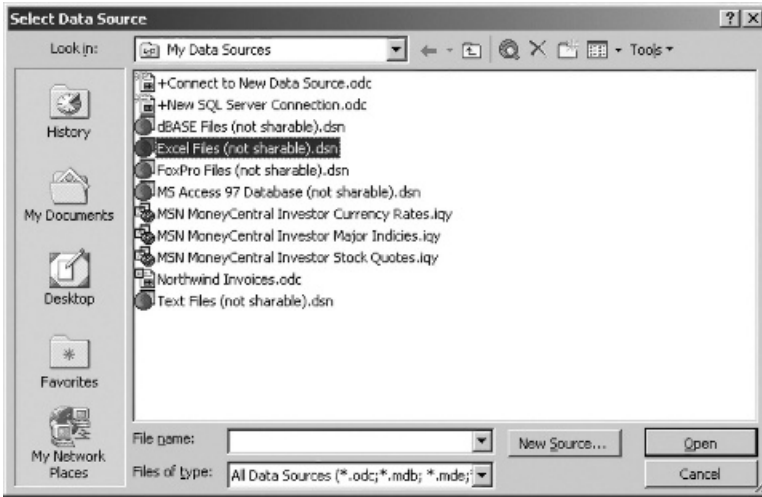 Select Data Source
Look in:
My Data Sources
Tools
History
My Documents
Desktop
Favorites
My Network Places
+Connect to New Data Source.odc
+New SQL Server Connection.odc
dBASE Files (not sharable).dsn
Excel Files (not sharable).dsn
FoxPro Files (not sharable).dsn
MS Access 97 Database (not sharable).dsn
MSN MoneyCentral Investor Currency Rates.iqy
MSN MoneyCentral Investor Major Indicies.iqy
MSN MoneyCentral Investor Stock Quotes.iqy
Northwind Invoices.odc
Text Files (not sharable).dsn
File name:
New Source...
Open
Files of type:
All Data Sources (*.odc;*.mdb; *.mde;
Cancel